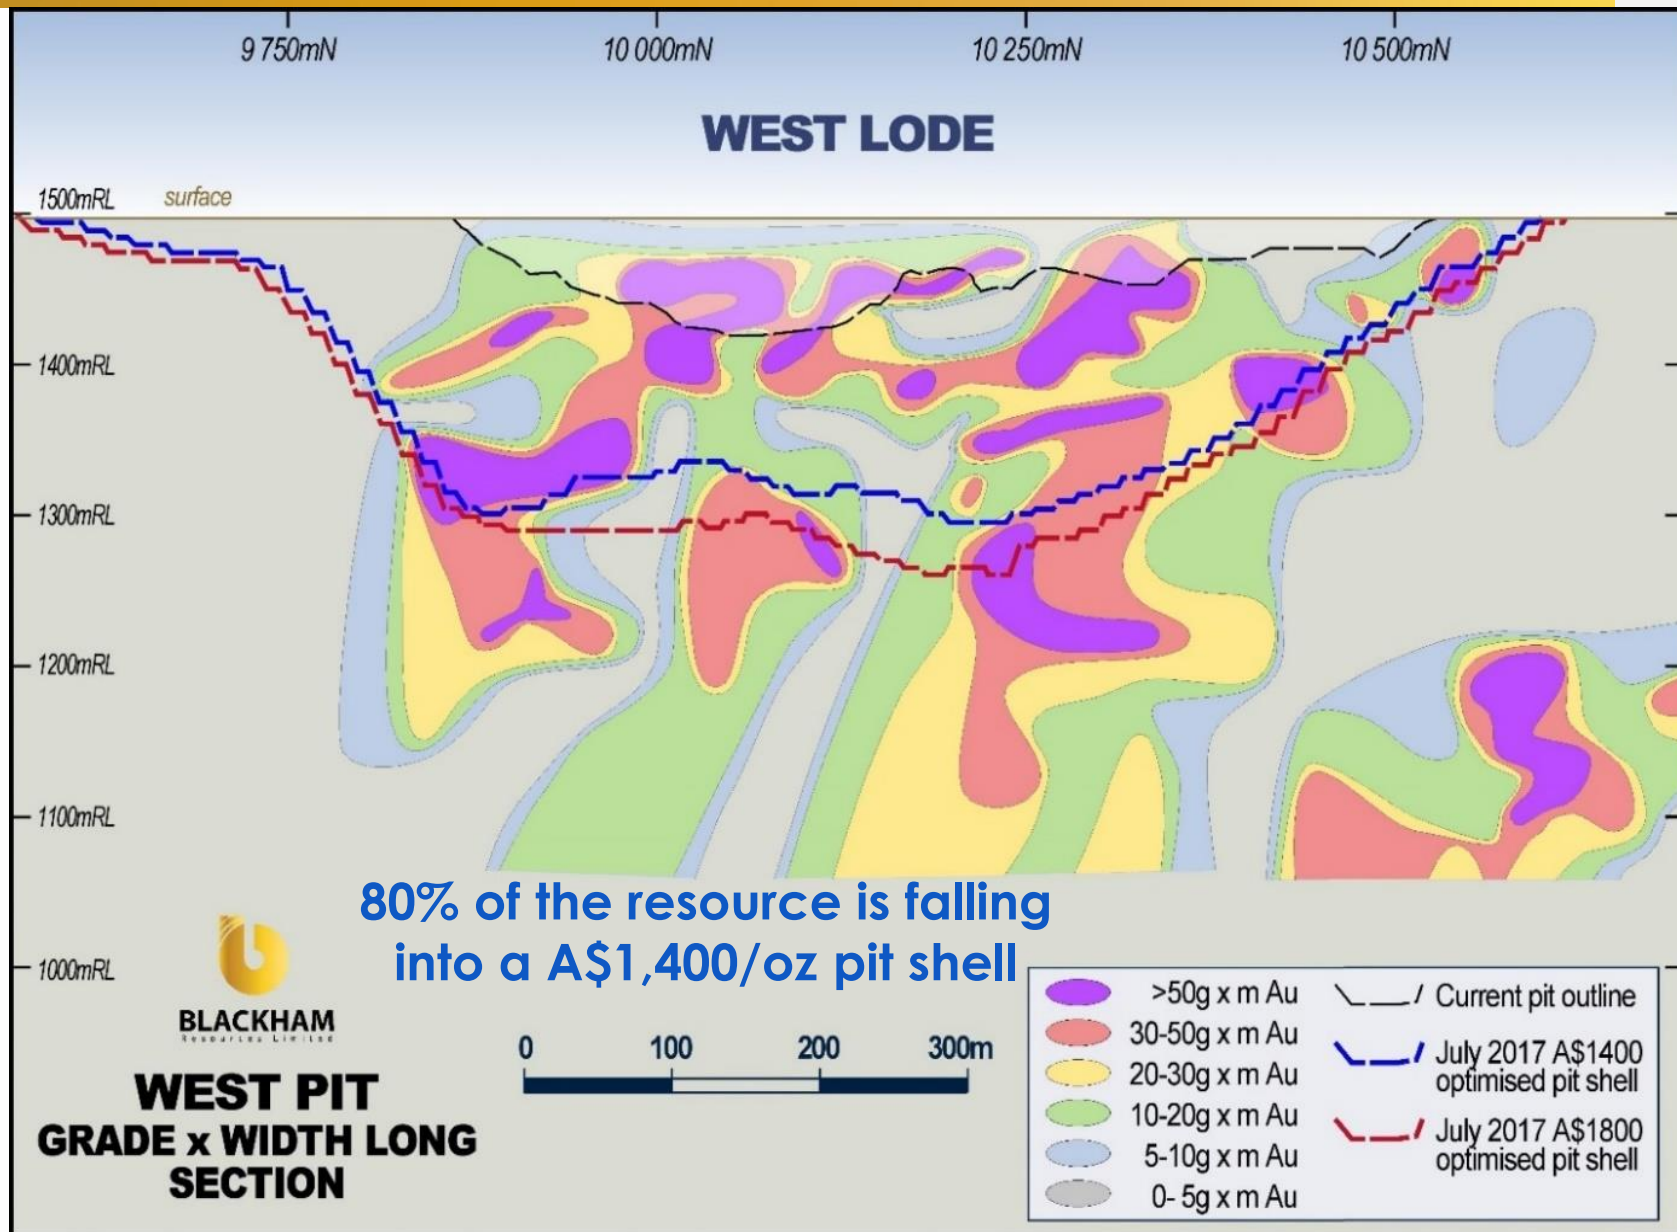 9 750mN
10 000mN
10 250mN
10 500mN
WEST LODE
1500mRL
surface
1400mRL
1300mRL
1200mRL
1100mRL
1000mRL
80% of the resource is falling
into a A$1,400/oz pit shell
BLACKHAM
Resources Limited
WEST PIT
GRADE x WIDTH LONG
SECTION
0 100 200 300m
>50g x m Au
30-50g x m Au
20-30g x m Au
10-20g x m Au
5-10g x m Au
0- 5g x m Au
Current pit outline
July 2017 A$1400
optimised pit shell
July 2017 A$1800
optimised pit shell